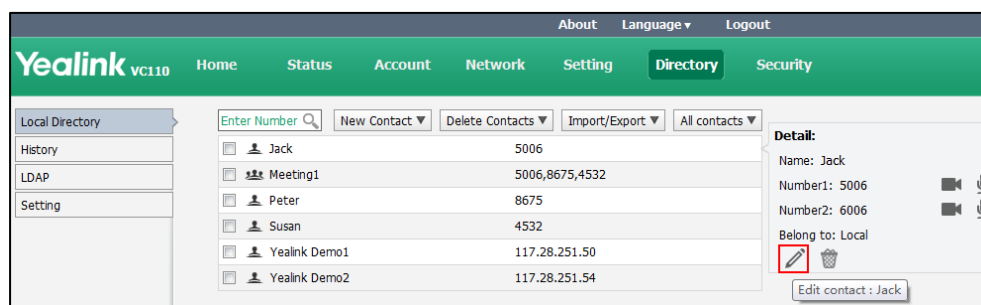 About Language ▾ Logout
Yealink VC110 Home Status Account Network Setting Directory Security
Local Directory
History
LDAP
Setting
Enter Number New Contact ▼ Delete Contacts ▼ Import/Export ▼ All contacts ▼
Jack 5006
Meeting1 5006,8675,4532
Peter 8675
Susan 4532
Yealink Demo1 117.28.251.50
Yealink Demo2 117.28.251.54
Detail:
Name: Jack
Number1: 5006
Number2: 6006
Belong to: Local
Edit contact : Jack